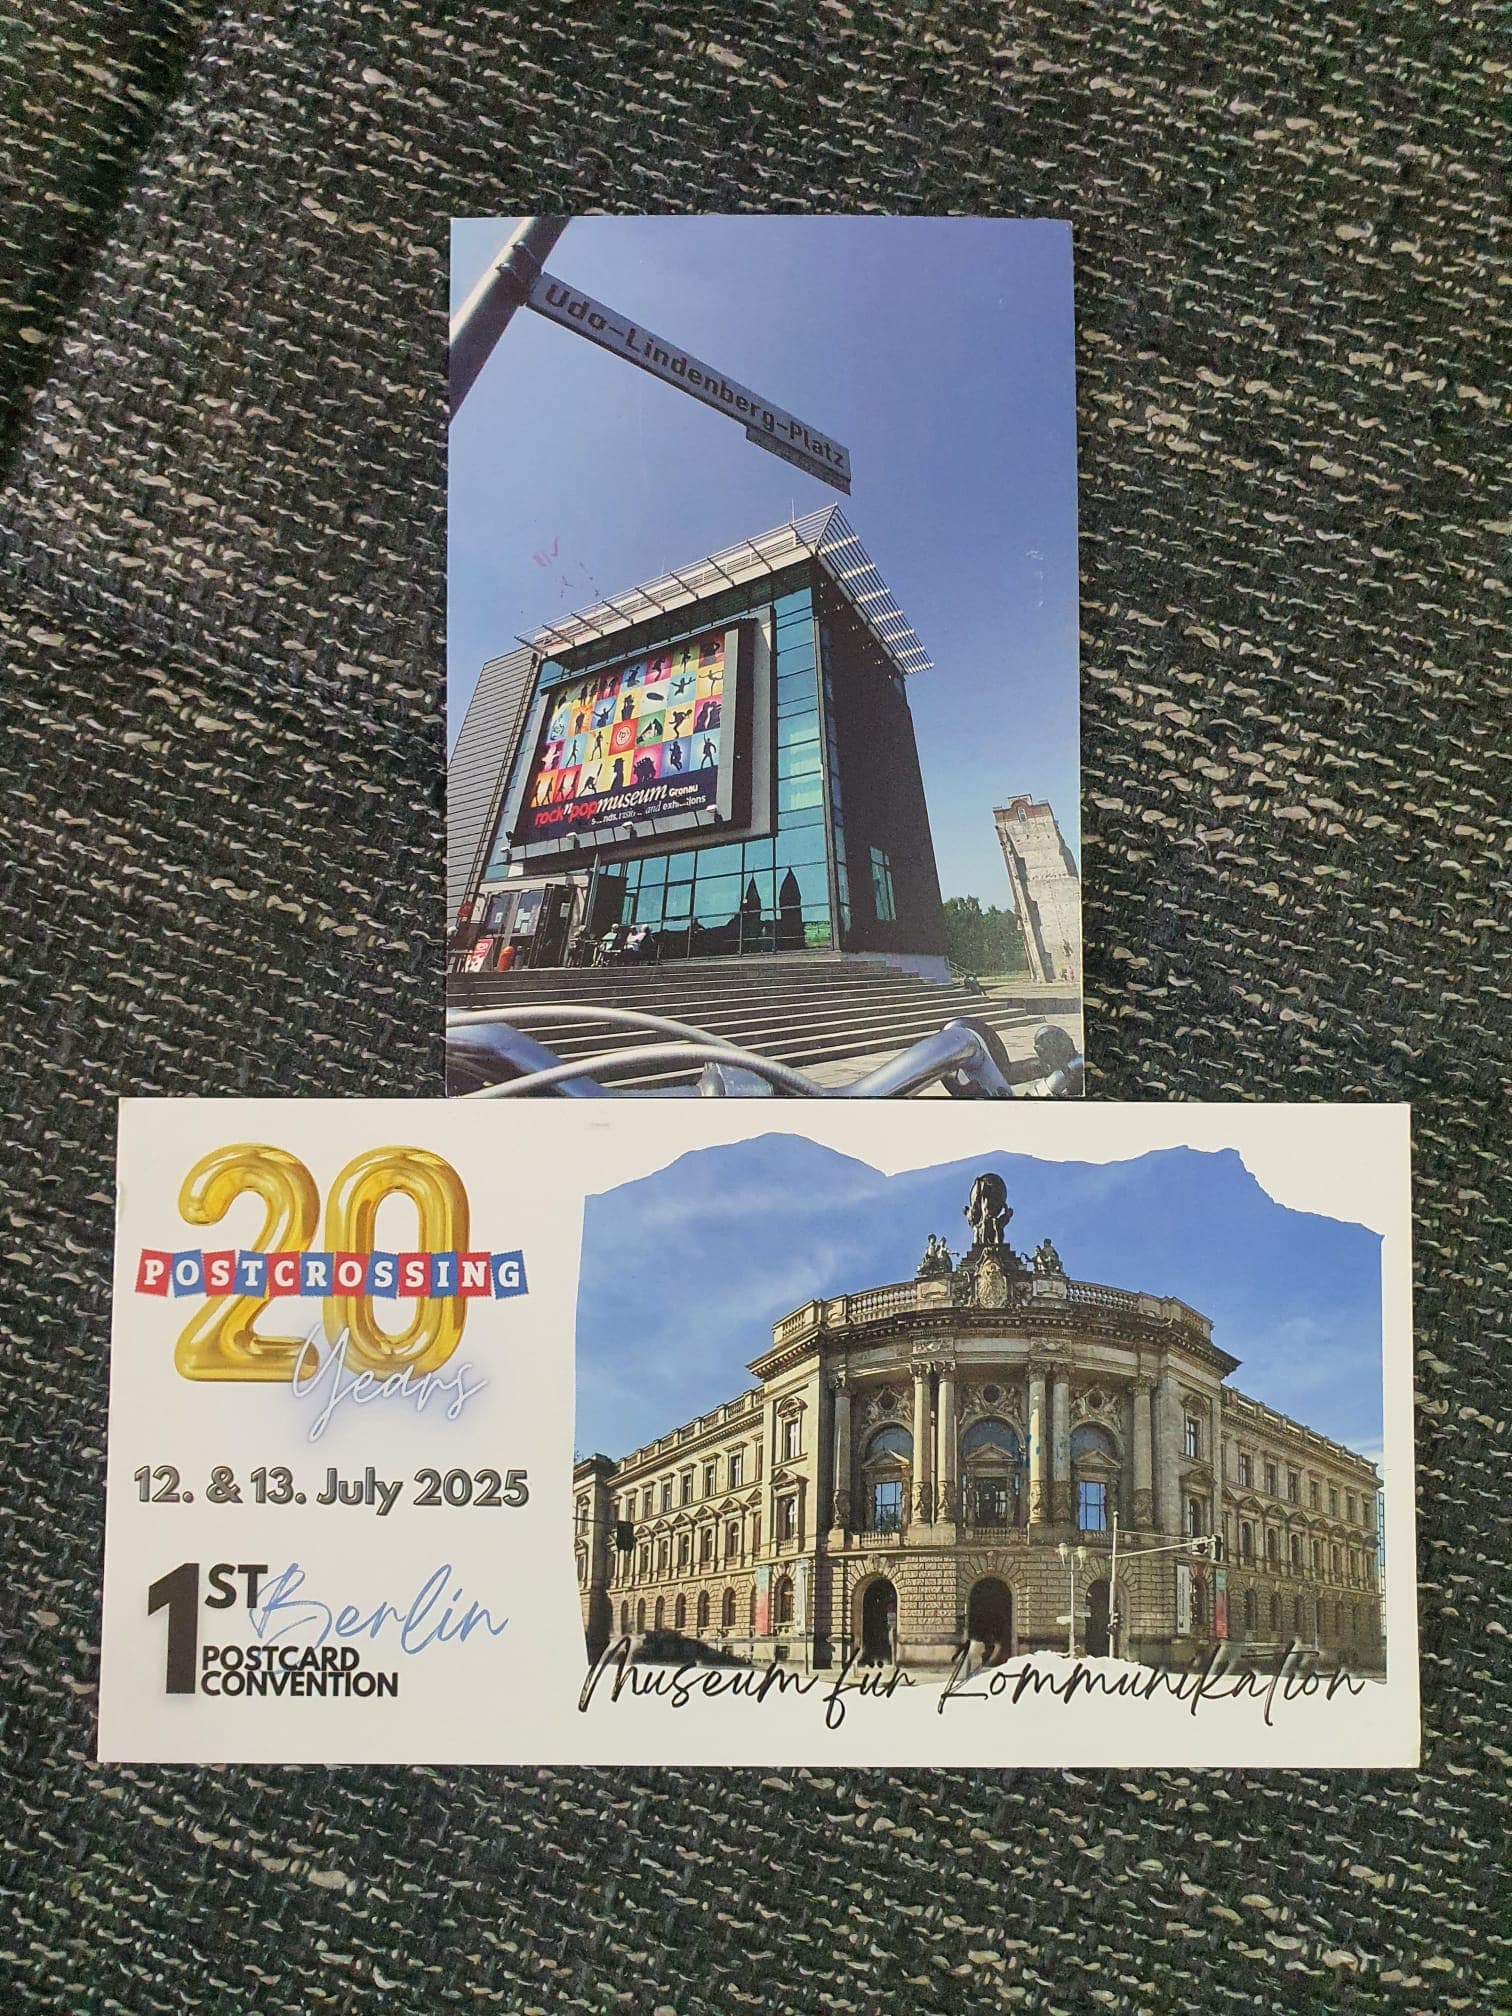 Udo-Lindenberg-Platz
rock'n'popmuseum Gronau
and
20
POSTCROSSING
Years
12. & 13. July 2025
1ST Berlin
POSTCARD
CONVENTION
Museum für Kommunikation